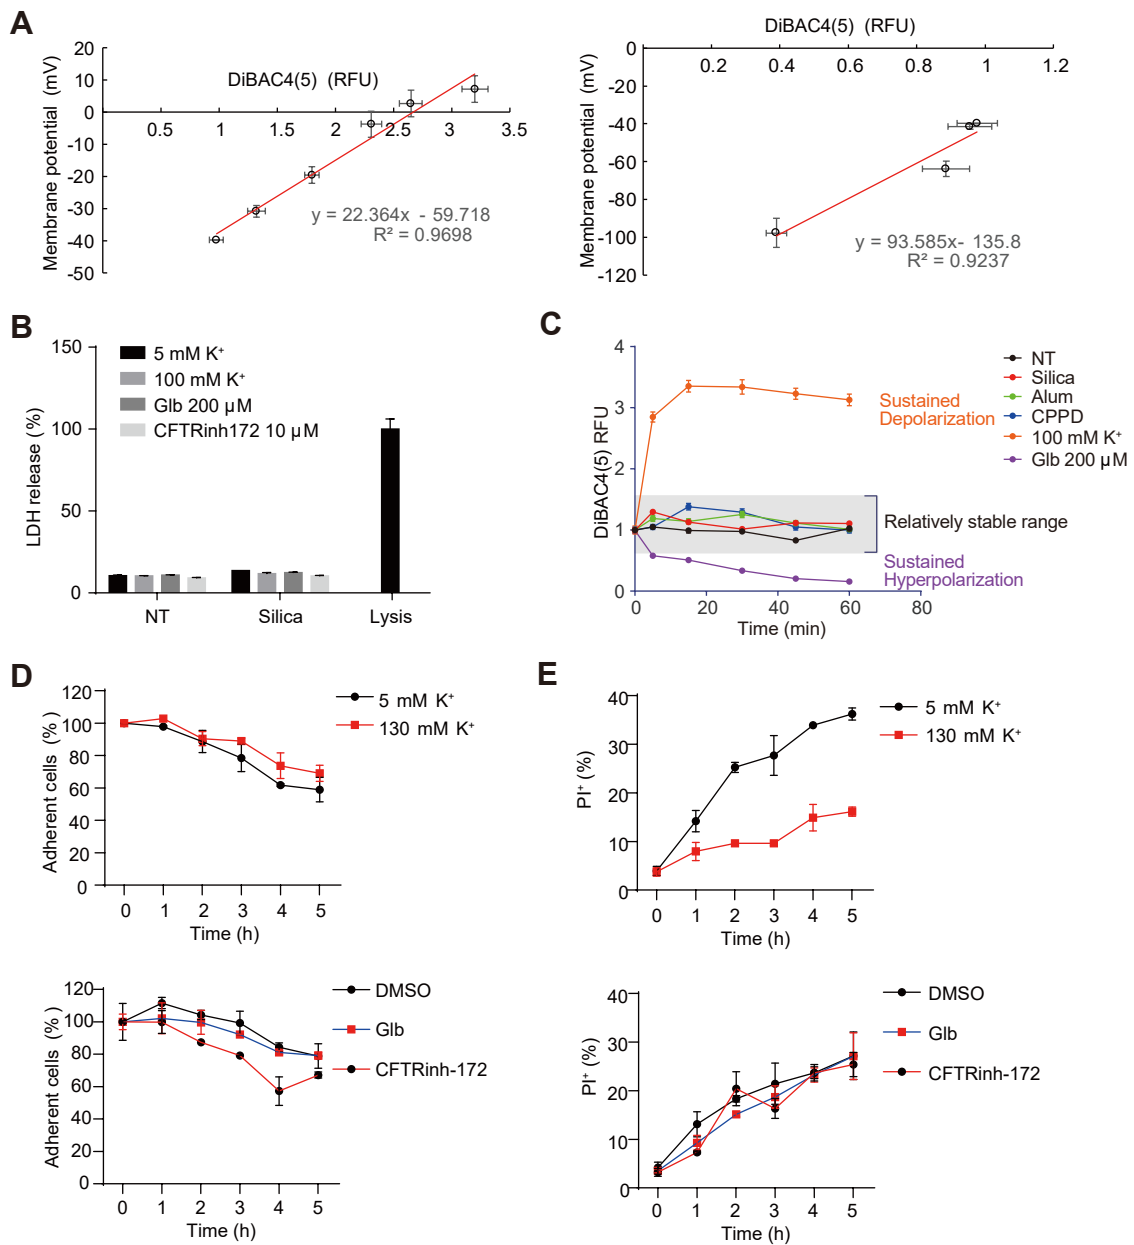 A
DiBAC4(5) (RFU)
Membrane potential (mV)
20
10
0
-10
-20
-30
-40
-50
0.5
1
1.5
2
2.5
3
3.5
y = 22.364x - 59.718
R² = 0.9698
DiBAC4(5) (RFU)
Membrane potential (mV)
0
-20
-40
-60
-80
-100
-120
0.2
0.4
0.6
0.8
1
1.2
y = 93.585x- 135.8
R² = 0.9237
B
LDH release (%)
150
100
50
0
5 mM K⁺
100 mM K⁺
Glb 200 µM
CFTRinh172 10 µM
NT
Silica
Lysis
C
DiBAC4(5) RFU
4
3
2
1
0
0
20
40
60
80
Time (min)
Sustained
Depolarization
Relatively stable range
Sustained
Hyperpolarization
NT
Silica
Alum
CPPD
100 mM K⁺
Glb 200 µM
D
Adherent cells (%)
120
100
80
60
40
20
0
0 1 2 3 4 5
Time (h)
5 mM K⁺
130 mM K⁺
E
PI⁺ (%)
40
30
20
10
0
0 1 2 3 4 5
Time (h)
5 mM K⁺
130 mM K⁺
Adherent cells (%)
120
100
80
60
40
20
0
0 1 2 3 4 5
Time (h)
DMSO
Glb
CFTRinh-172
PI⁺ (%)
40
30
20
10
0
0 1 2 3 4 5
Time (h)
DMSO
Glb
CFTRinh-172